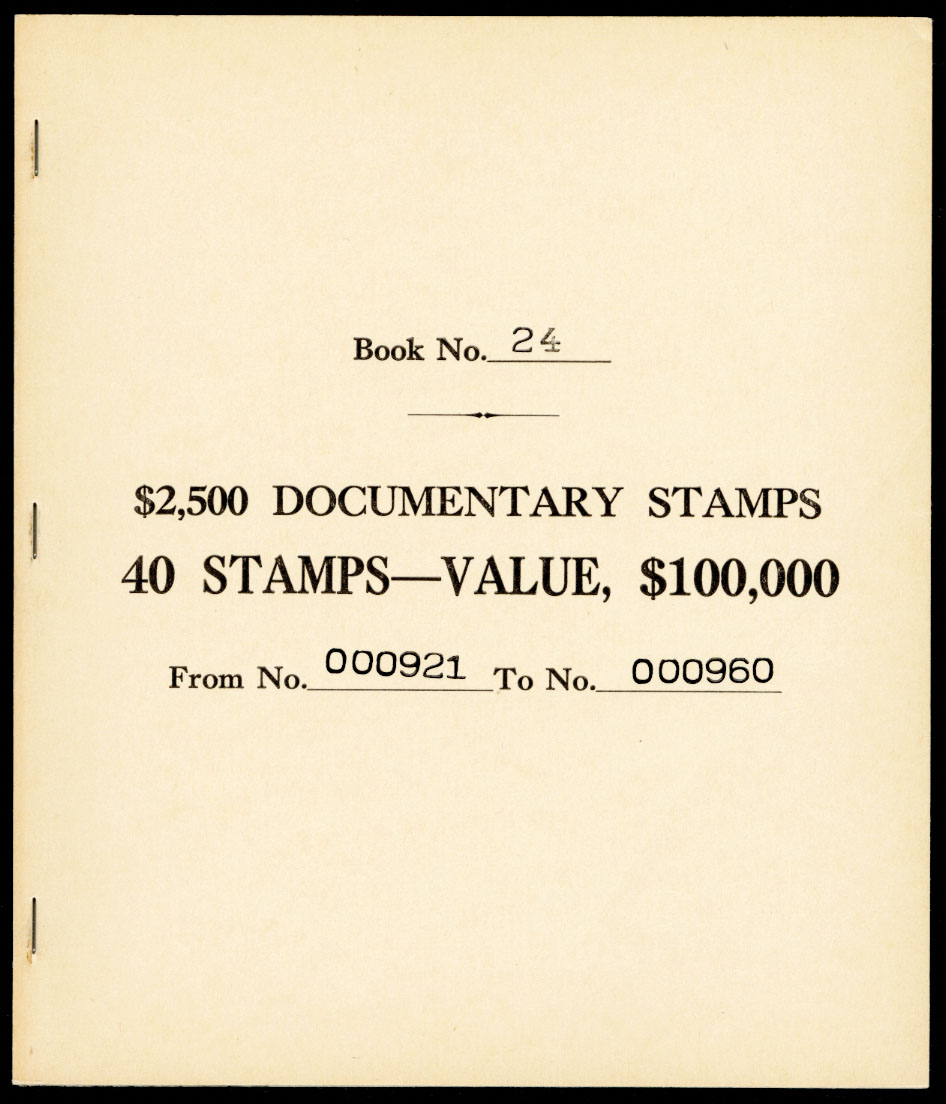 Book No. 24
$2,500 DOCUMENTARY STAMPS
40 STAMPS—VALUE, $100,000
From No. 000921 To No. 000960